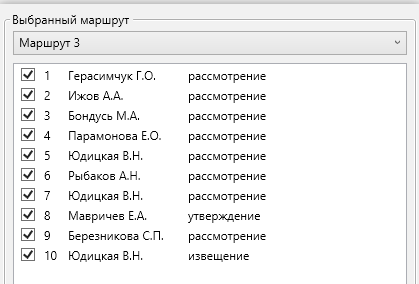 Выбранный маршрут
Маршрут 3
1 Герасимчук Г.О. рассмотрение
2 Ижов А.А. рассмотрение
3 Бондусь М.А. рассмотрение
4 Парамонова Е.О. рассмотрение
5 Юдицкая В.Н. рассмотрение
6 Рыбаков А.Н. рассмотрение
7 Юдицкая В.Н. рассмотрение
8 Мавричев Е.А. утверждение
9 Березникова С.П. рассмотрение
10 Юдицкая В.Н. извещение